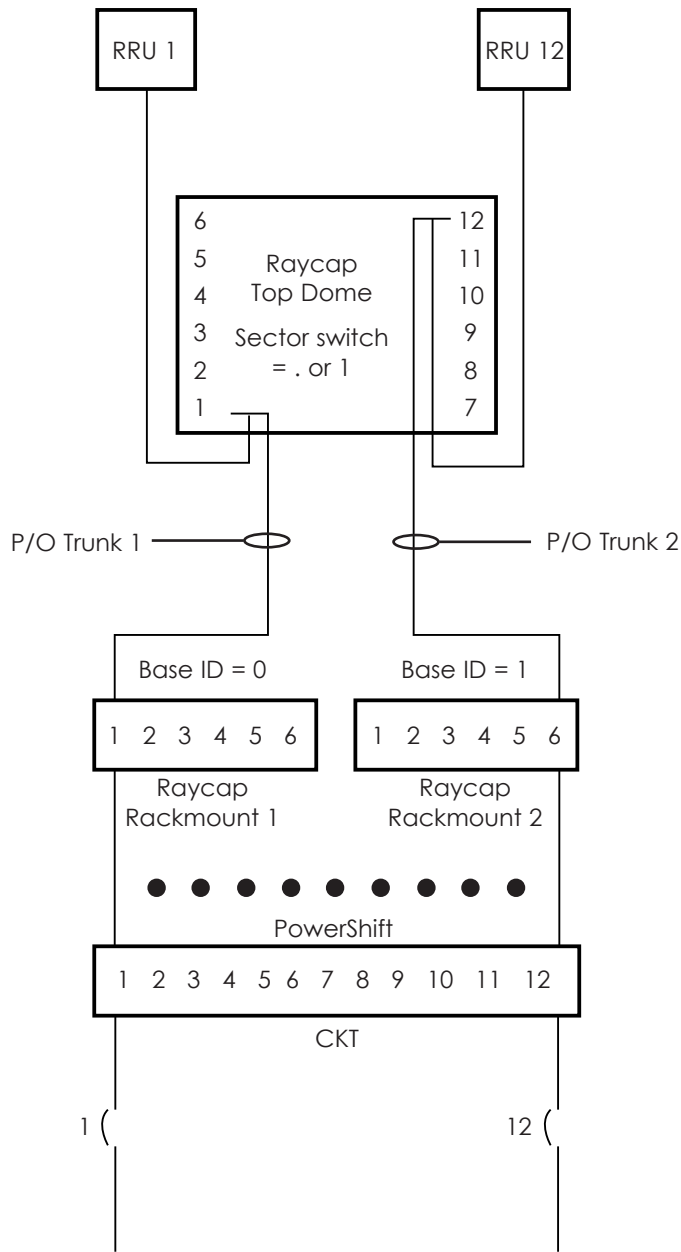 RRU 1
RRU 12
6
5
4
3
2
1
Raycap
Top Dome
Sector switch
= . or 1
12
11
10
9
8
7
P/O Trunk 1
P/O Trunk 2
Base ID = 0
Base ID = 1
1 2 3 4 5 6
1 2 3 4 5 6
Raycap
Rackmount 1
Raycap
Rackmount 2
PowerShift
1 2 3 4 5 6 7 8 9 10 11 12
CKT
1
12